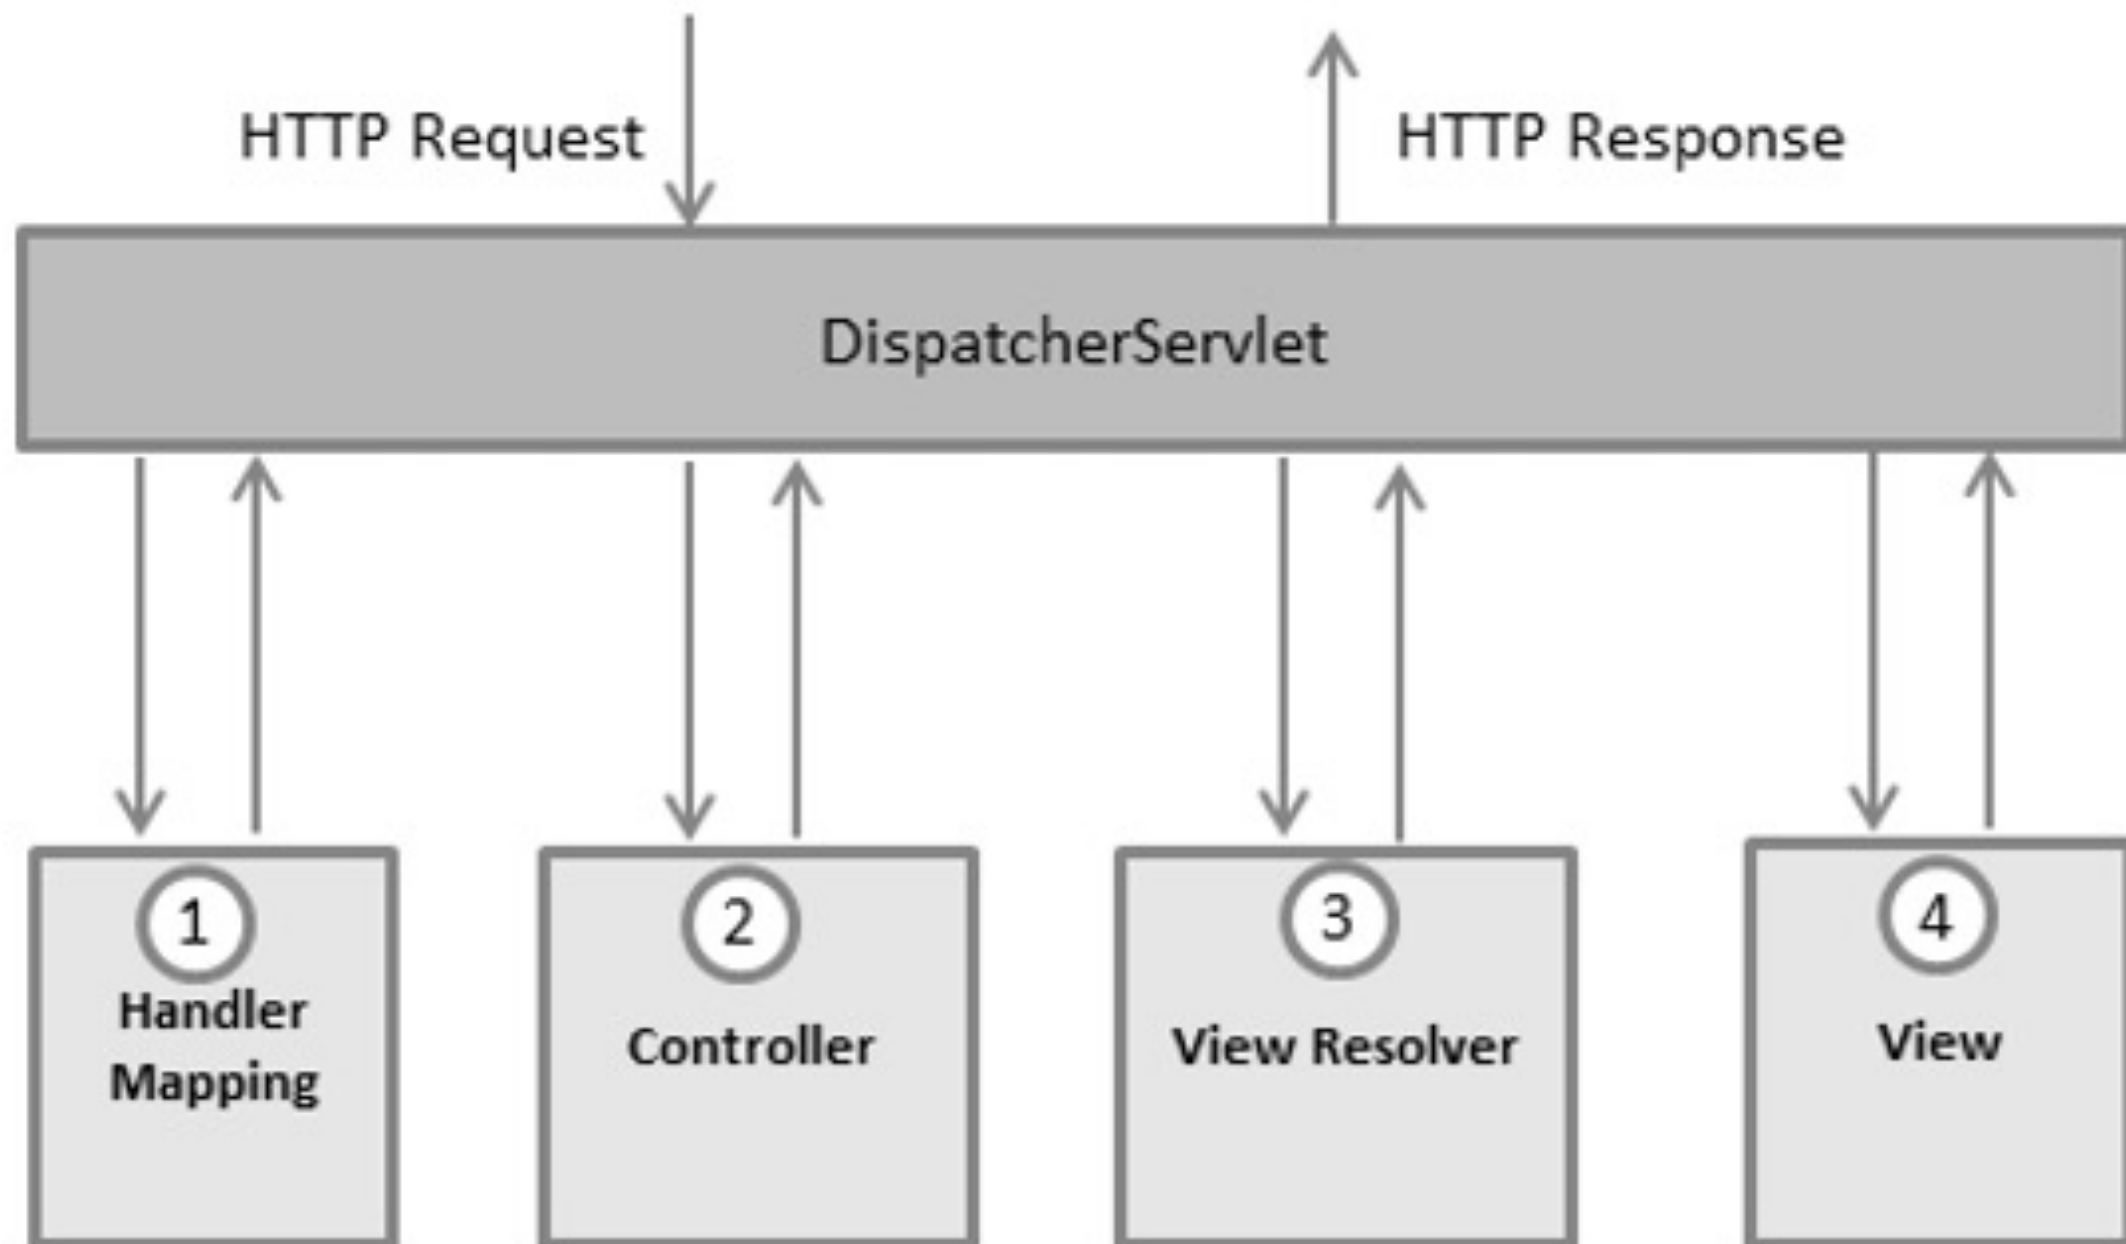 HTTP Request
HTTP Response
DispatcherServlet
1
Handler
Mapping
2
Controller
3
View Resolver
4
View